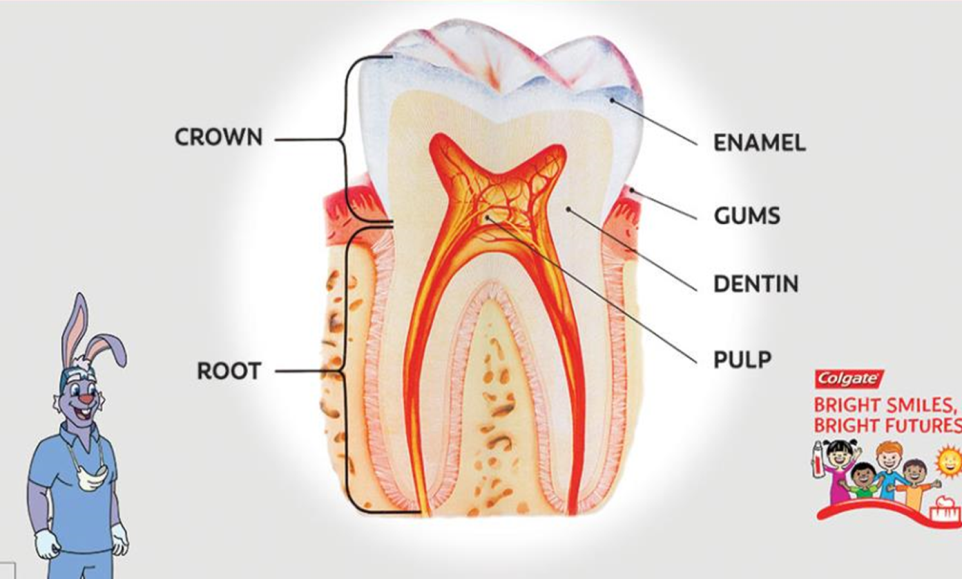 CROWN
ENAMEL
GUMS
DENTIN
PULP
ROOT
Colgate®
BRIGHT SMILES,
BRIGHT FUTURES